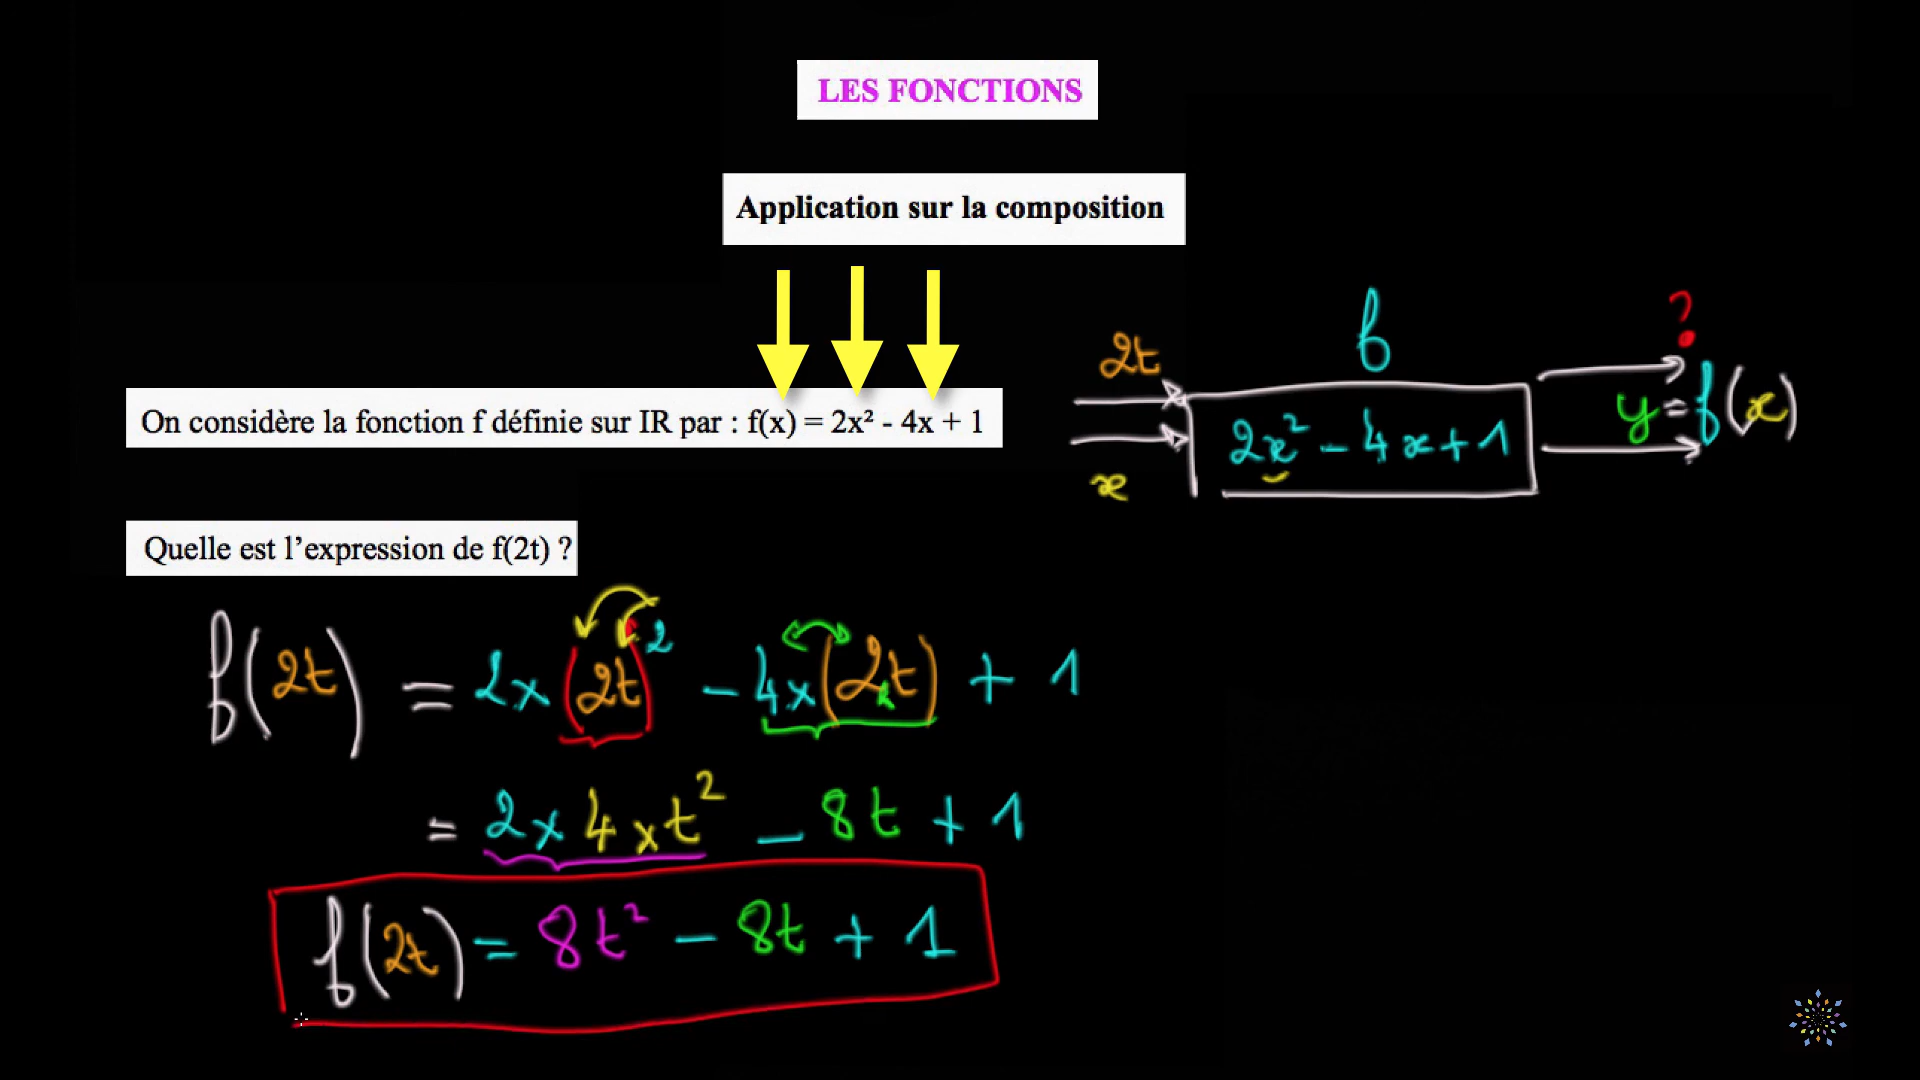 LES FONCTIONS
Application sur la composition
On considère la fonction f définie sur IR par : f(x) = 2x² - 4x + 1
2t
f
?
2x² - 4x + 1
y = f(x)
x
Quelle est l'expression de f(2t) ?
f(2t) = 2x(2t)² - 4x(2t) + 1
= 2x4xt² - 8t + 1
f(2t) = 8t² - 8t + 1